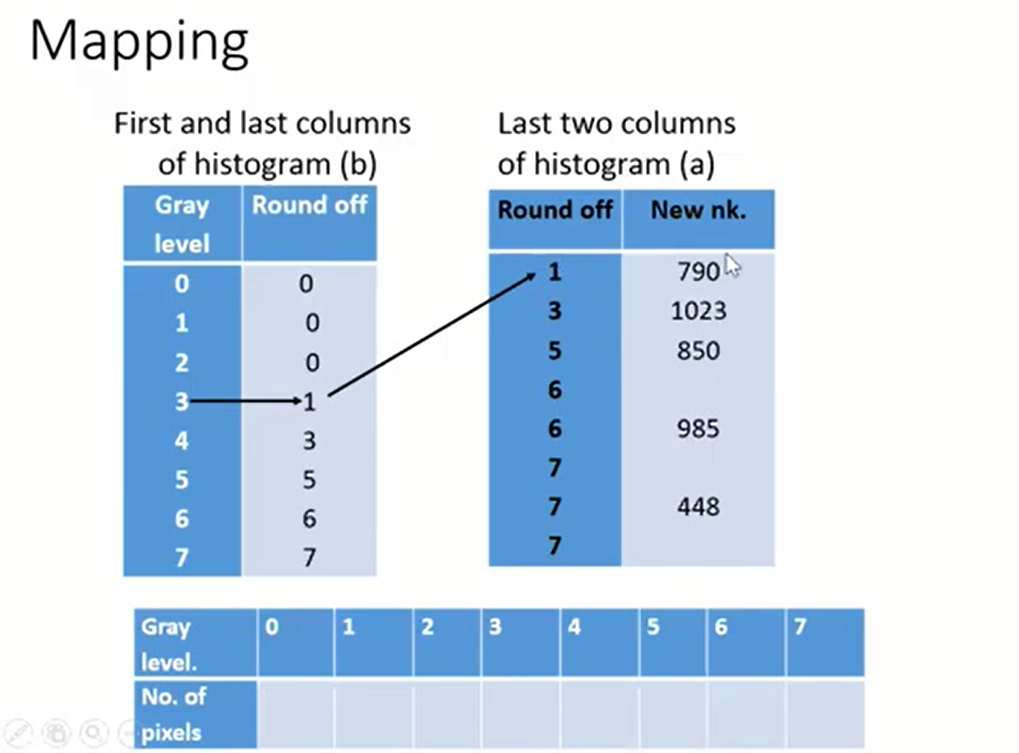 Mapping
First and last columns
of histogram (b)
Last two columns
of histogram (a)
Gray
level
Round off
0 0
1 0
2 0
3 1
4 3
5 5
6 6
7 7
Round off New nk.
1 790
3 1023
5 850
6
6 985
7
7 448
7
Gray
level.
0 1 2 3 4 5 6 7
No. of
pixels